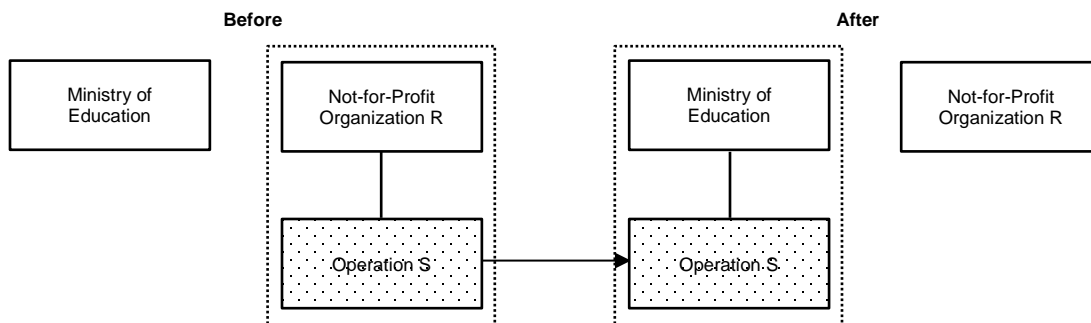 Before
After
Ministry of
Education
Not-for-Profit
Organization R
Ministry of
Education
Not-for-Profit
Organization R
Operation S
Operation S